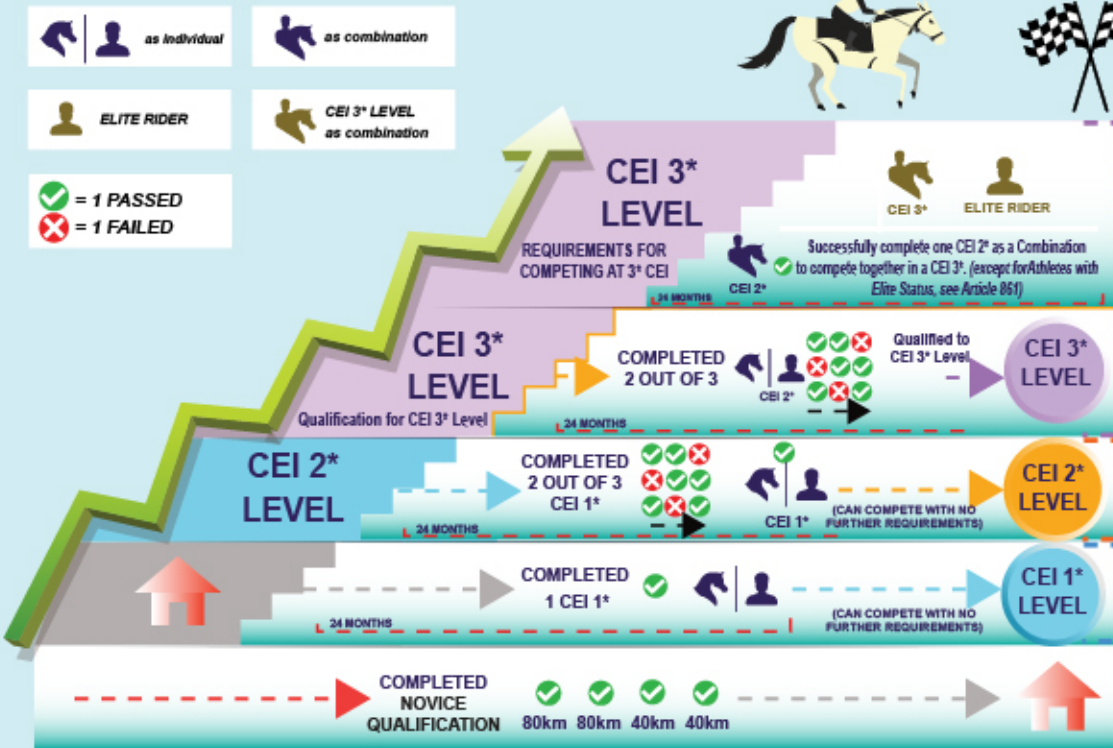 as individual
as combination
ELITE RIDER
CEI 3* LEVEL
as combination
= 1 PASSED
= 1 FAILED
CEI 3*
LEVEL
REQUIREMENTS FOR
COMPETING AT 3* CEI
CEI 3*
ELITE RIDER
CEI 2*
Successfully complete one CEI 2* as a Combination
to compete together in a CEI 3*. (except forAthletes with
Elite Status, see Article 861)
24 MONTHS
CEI 3*
LEVEL
Qualification for CEI 3* Level
COMPLETED
2 OUT OF 3
CEI 2*
Qualified to
CEI 3* Level
CEI 3*
LEVEL
24 MONTHS
CEI 2*
LEVEL
COMPLETED
2 OUT OF 3
CEI 1*
CEI 1*
(CAN COMPETE WITH NO
FURTHER REQUIREMENTS)
CEI 2*
LEVEL
24 MONTHS
COMPLETED
1 CEI 1*
(CAN COMPETE WITH NO
FURTHER REQUIREMENTS)
CEI 1*
LEVEL
24 MONTHS
COMPLETED
NOVICE
QUALIFICATION
80km 80km 40km 40km